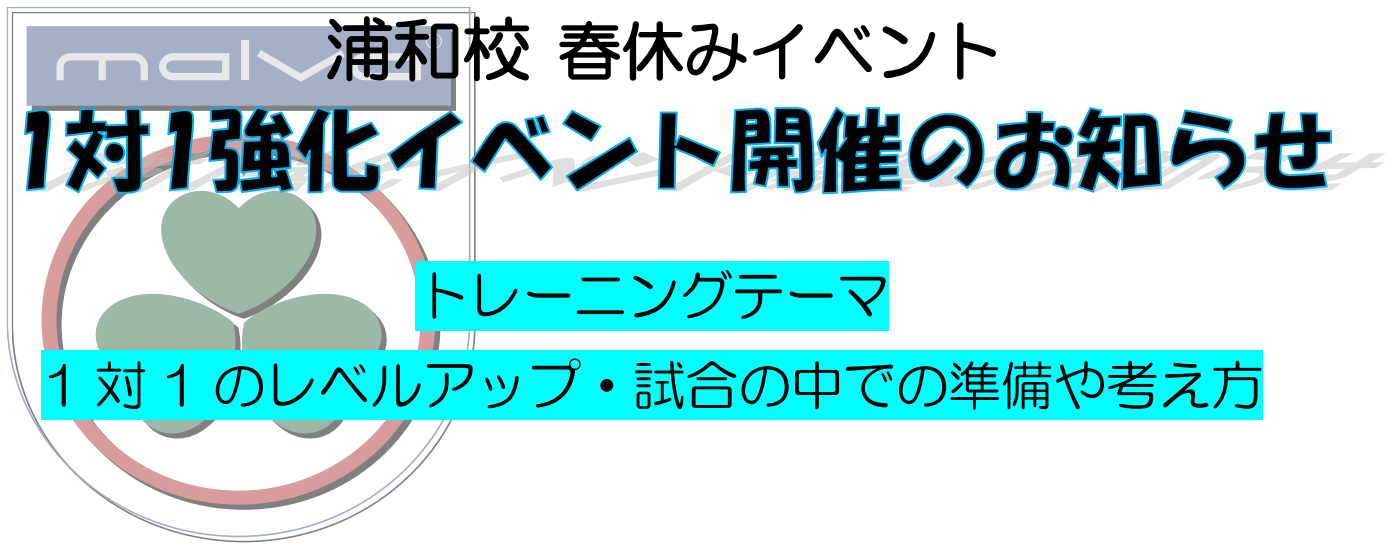 malva ®
浦和校 春休みイベント
1対1強化イベント開催のお知らせ
トレーニングテーマ
1 対 1 のレベルアップ・試合の中での準備や考え方